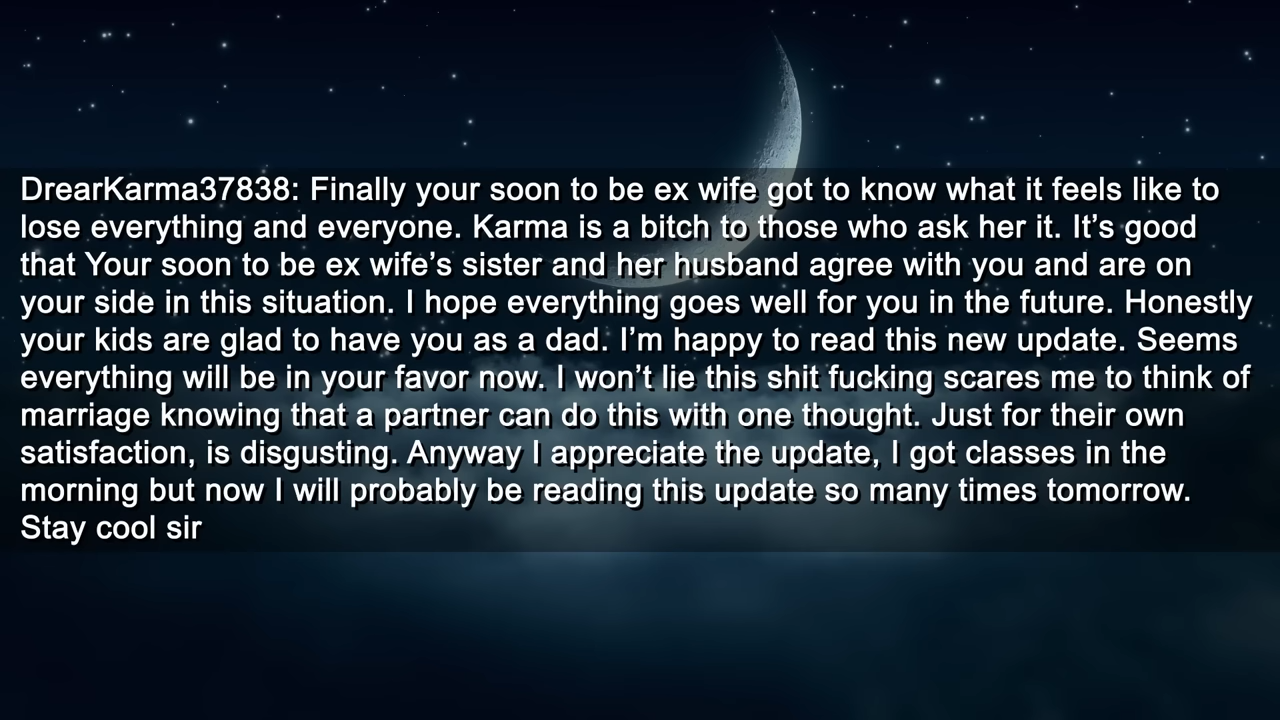 DrearKarma37838: Finally your soon to be ex wife got to know what it feels like to
lose everything and everyone. Karma is a bitch to those who ask her it. It’s good
that Your soon to be ex wife’s sister and her husband agree with you and are on
your side in this situation. I hope everything goes well for you in the future. Honestly
your kids are glad to have you as a dad. I’m happy to read this new update. Seems
everything will be in your favor now. I won’t lie this shit fucking scares me to think of
marriage knowing that a partner can do this with one thought. Just for their own
satisfaction, is disgusting. Anyway I appreciate the update, I got classes in the
morning but now I will probably be reading this update so many times tomorrow.
Stay cool sir